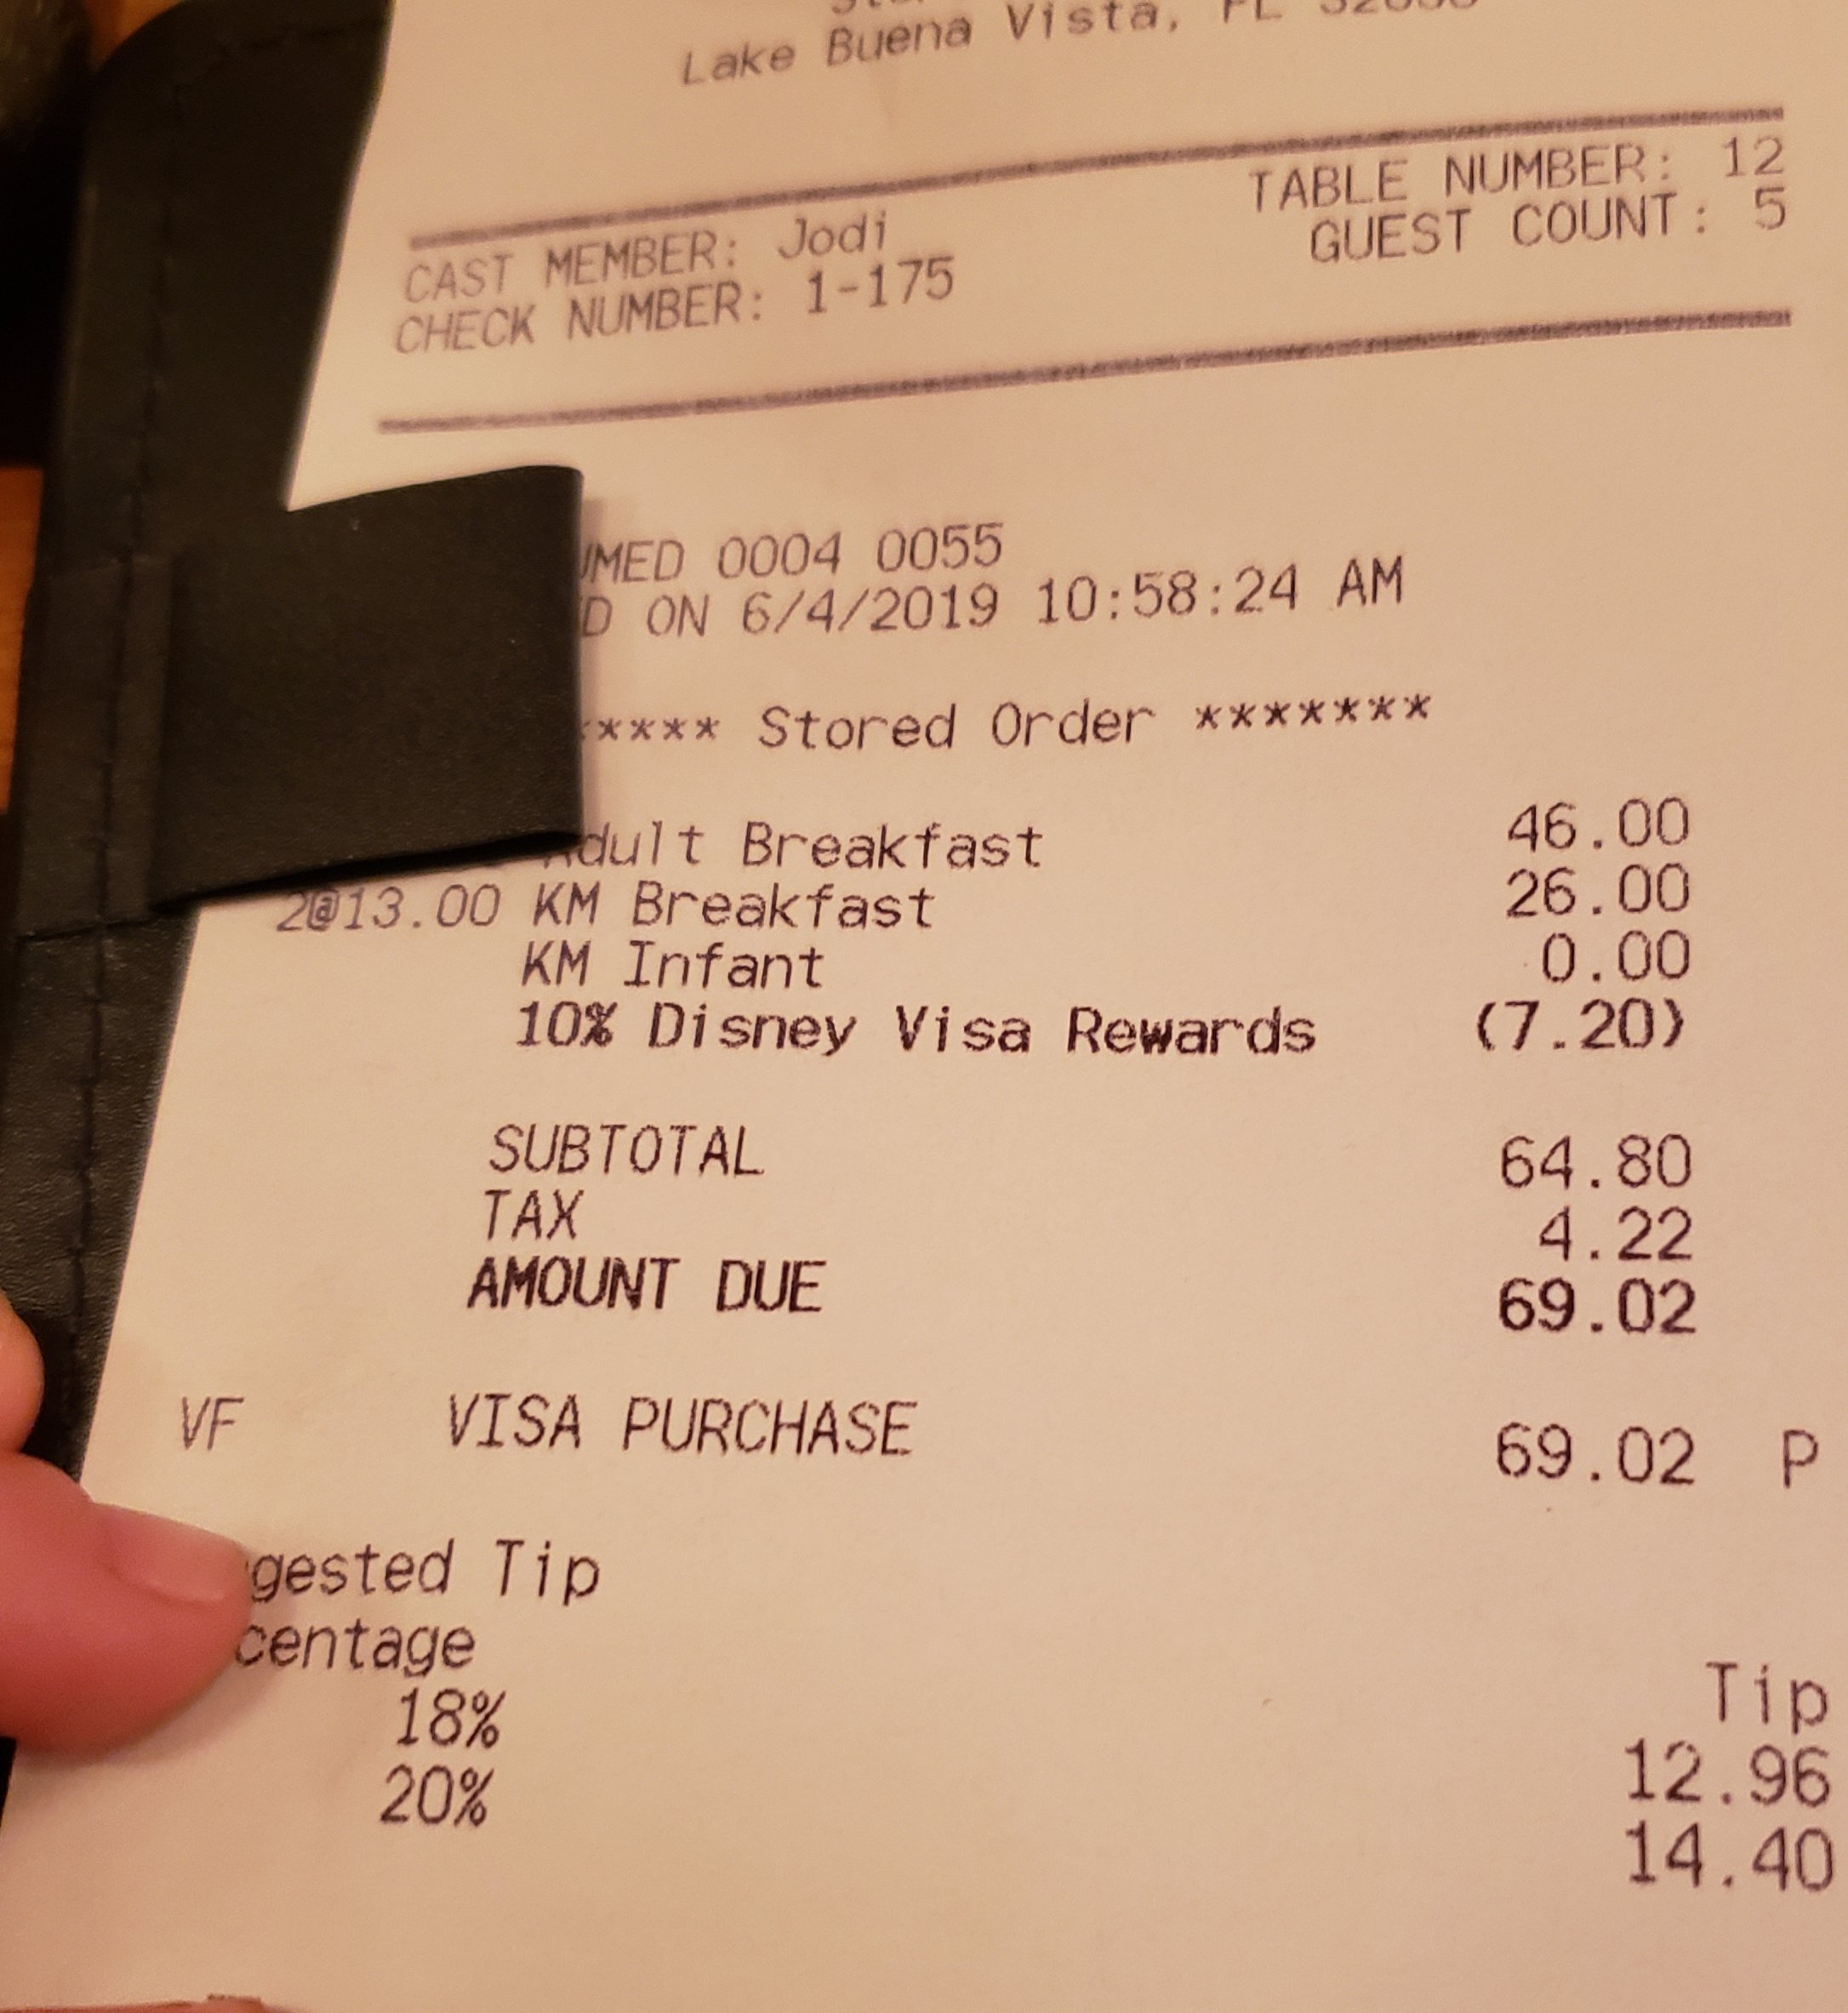 Lake Buena Vista, FL
CAST MEMBER: Jodi
TABLE NUMBER: 12
CHECK NUMBER: 1-175
GUEST COUNT: 5
UMED 0004 0055
D ON 6/4/2019 10:58:24 AM
**** Stored Order *******
Adult Breakfast 46.00
2@13.00 KM Breakfast 26.00
KM Infant 0.00
10% Disney Visa Rewards (7.20)
SUBTOTAL 64.80
TAX 4.22
AMOUNT DUE 69.02
VF VISA PURCHASE 69.02 P
gested Tip
centage Tip
18% 12.96
20% 14.40